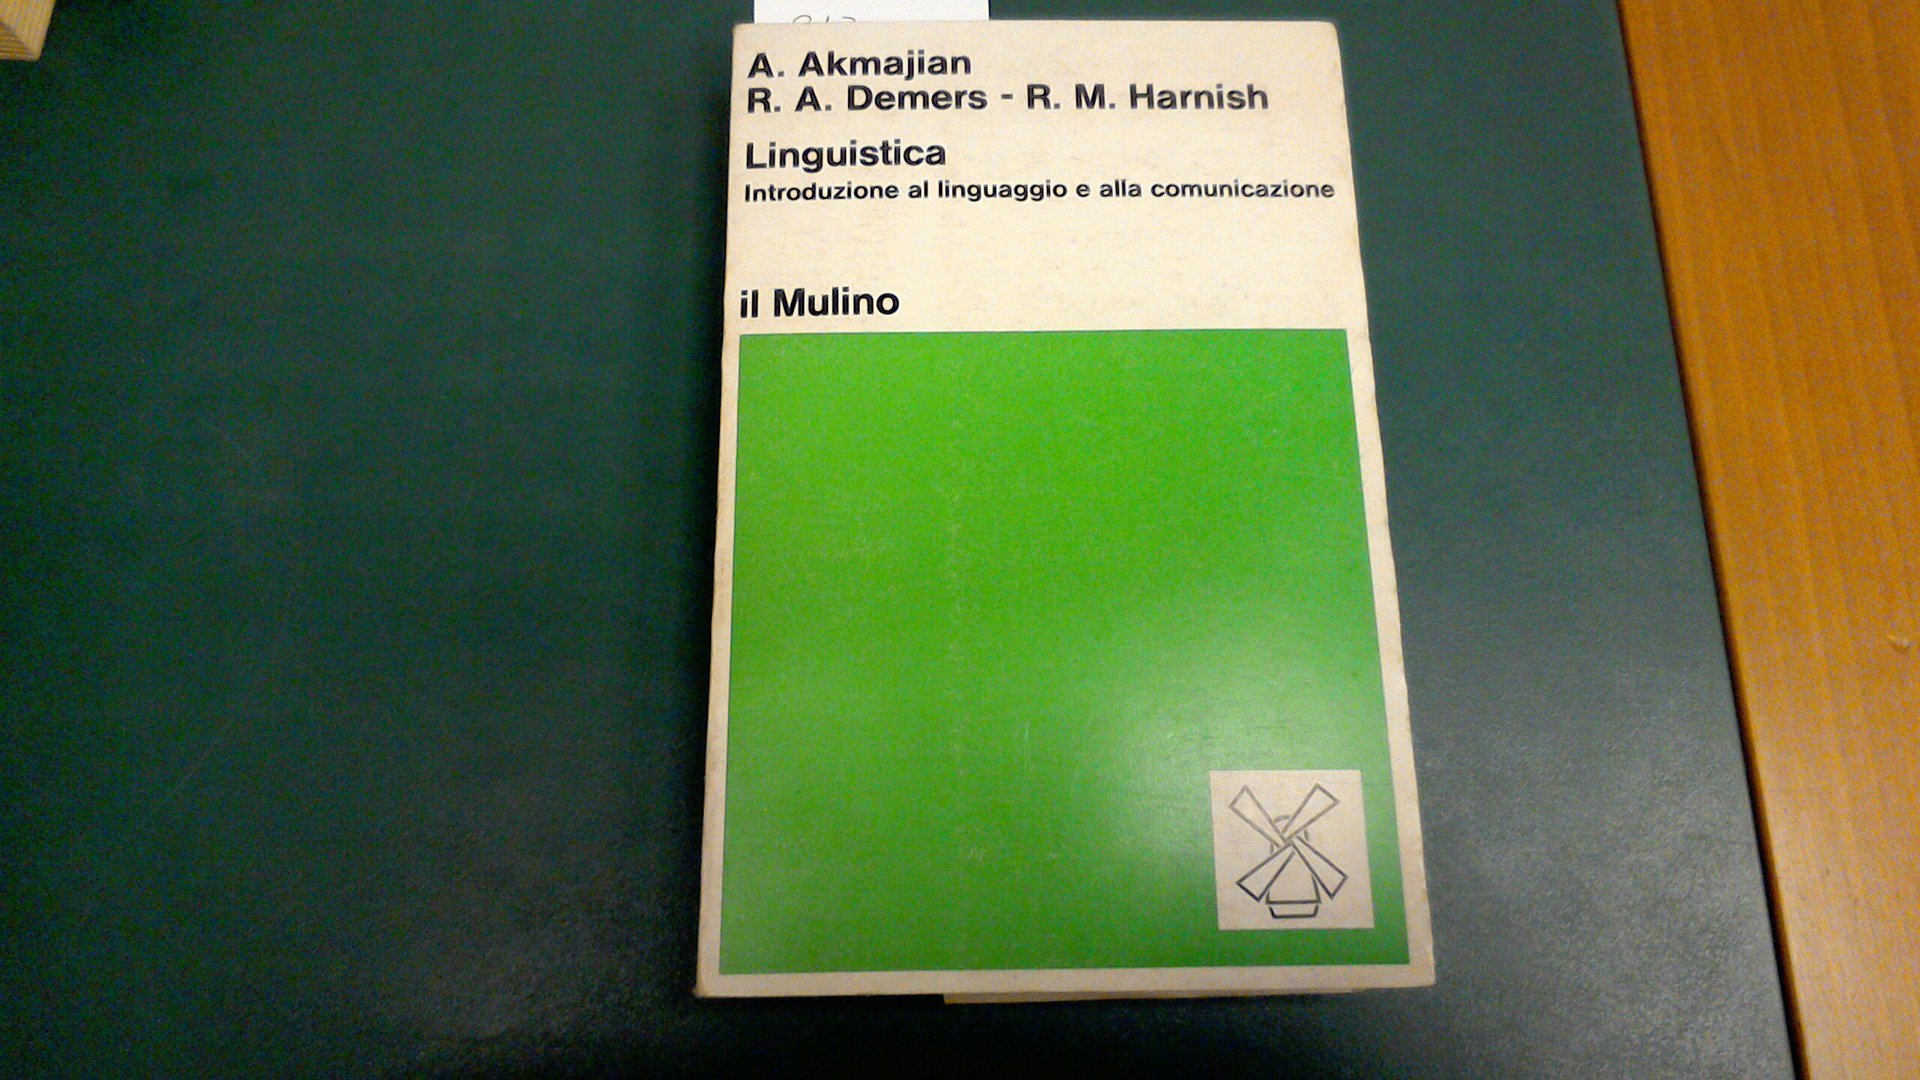 A. Akmajian
R. A. Demers - R. M. Harnish
Linguistica
Introduzione al linguaggio e alla comunicazione
il Mulino